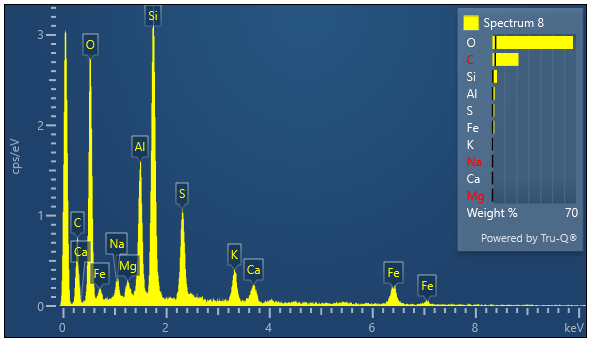 Spectrum 8
O
C
Si
Al
S
Fe
K
Na
Ca
Mg
Weight % 70
Powered by Tru-Q®
cps/eV
3
2
1
0
Si
O
Al
S
C
Ca
Fe
Na
Mg
K
Ca
Fe
Fe
0 2 4 6 8 keV